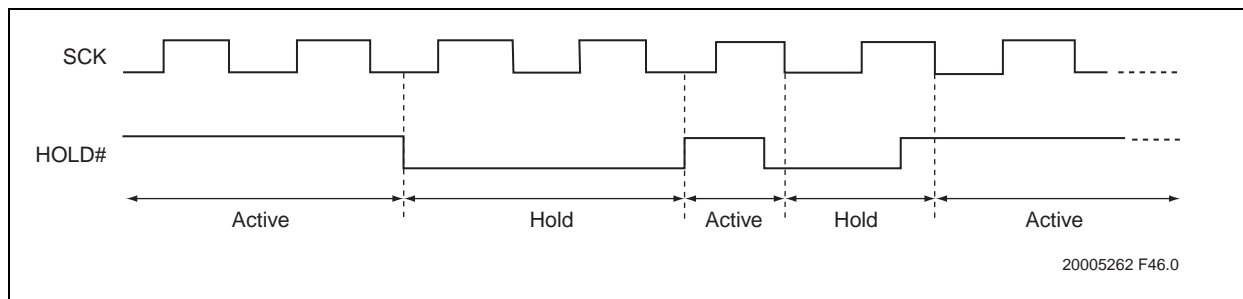 SCK
HOLD#
Active Hold Active Hold Active
20005262 F46.0